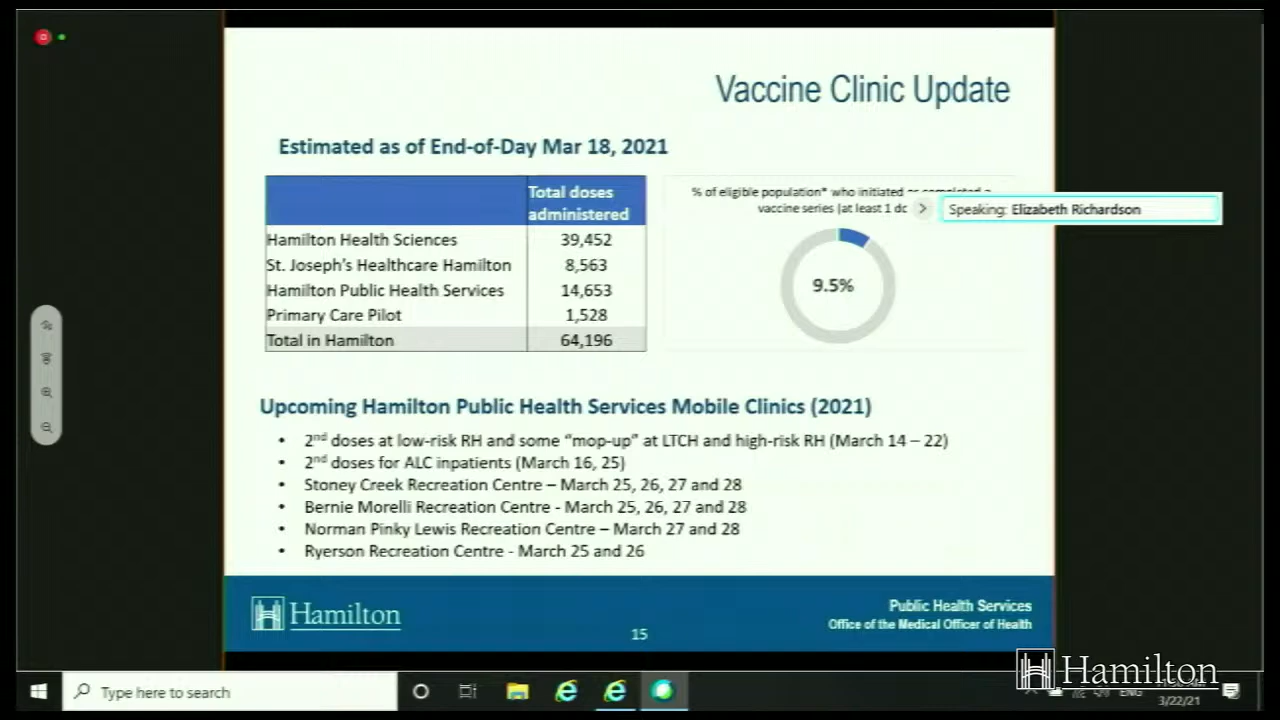 Vaccine Clinic Update
Estimated as of End-of-Day Mar 18, 2021
Total doses
administered
Hamilton Health Sciences 39,452
St. Joseph's Healthcare Hamilton 8,563
Hamilton Public Health Services 14,653
Primary Care Pilot 1,528
Total in Hamilton 64,196
% of eligible population* who initiated or completed a
vaccine series (at least 1 do
Speaking: Elizabeth Richardson
9.5%
Upcoming Hamilton Public Health Services Mobile Clinics (2021)
• 2nd doses at low-risk RH and some “mop-up” at LTCH and high-risk RH (March 14 – 22)
• 2nd doses for ALC inpatients (March 16, 25)
• Stoney Creek Recreation Centre – March 25, 26, 27 and 28
• Bernie Morelli Recreation Centre - March 25, 26, 27 and 28
• Norman Pinky Lewis Recreation Centre – March 27 and 28
• Ryerson Recreation Centre - March 25 and 26
Hamilton
15
Public Health Services
Office of the Medical Officer of Health
Hamilton
Type here to search
ENG
3/22/21